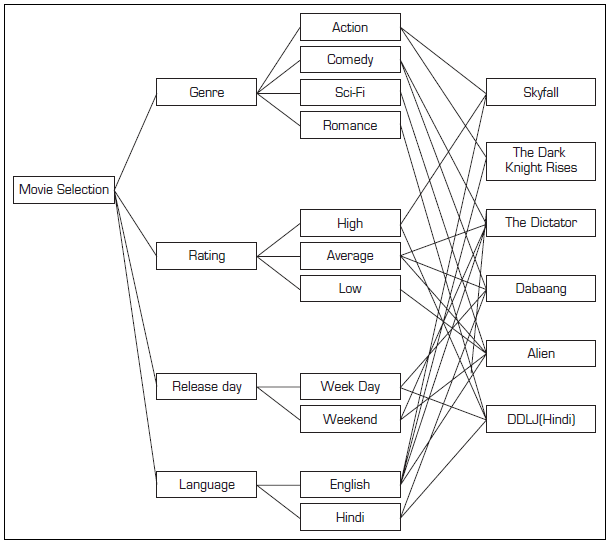 Movie Selection
Genre
Rating
Release day
Language
Action
Comedy
Sci-Fi
Romance
High
Average
Low
Week Day
Weekend
English
Hindi
Skyfall
The Dark
Knight Rises
The Dictator
Dabaang
Alien
DDLJ(Hindi)